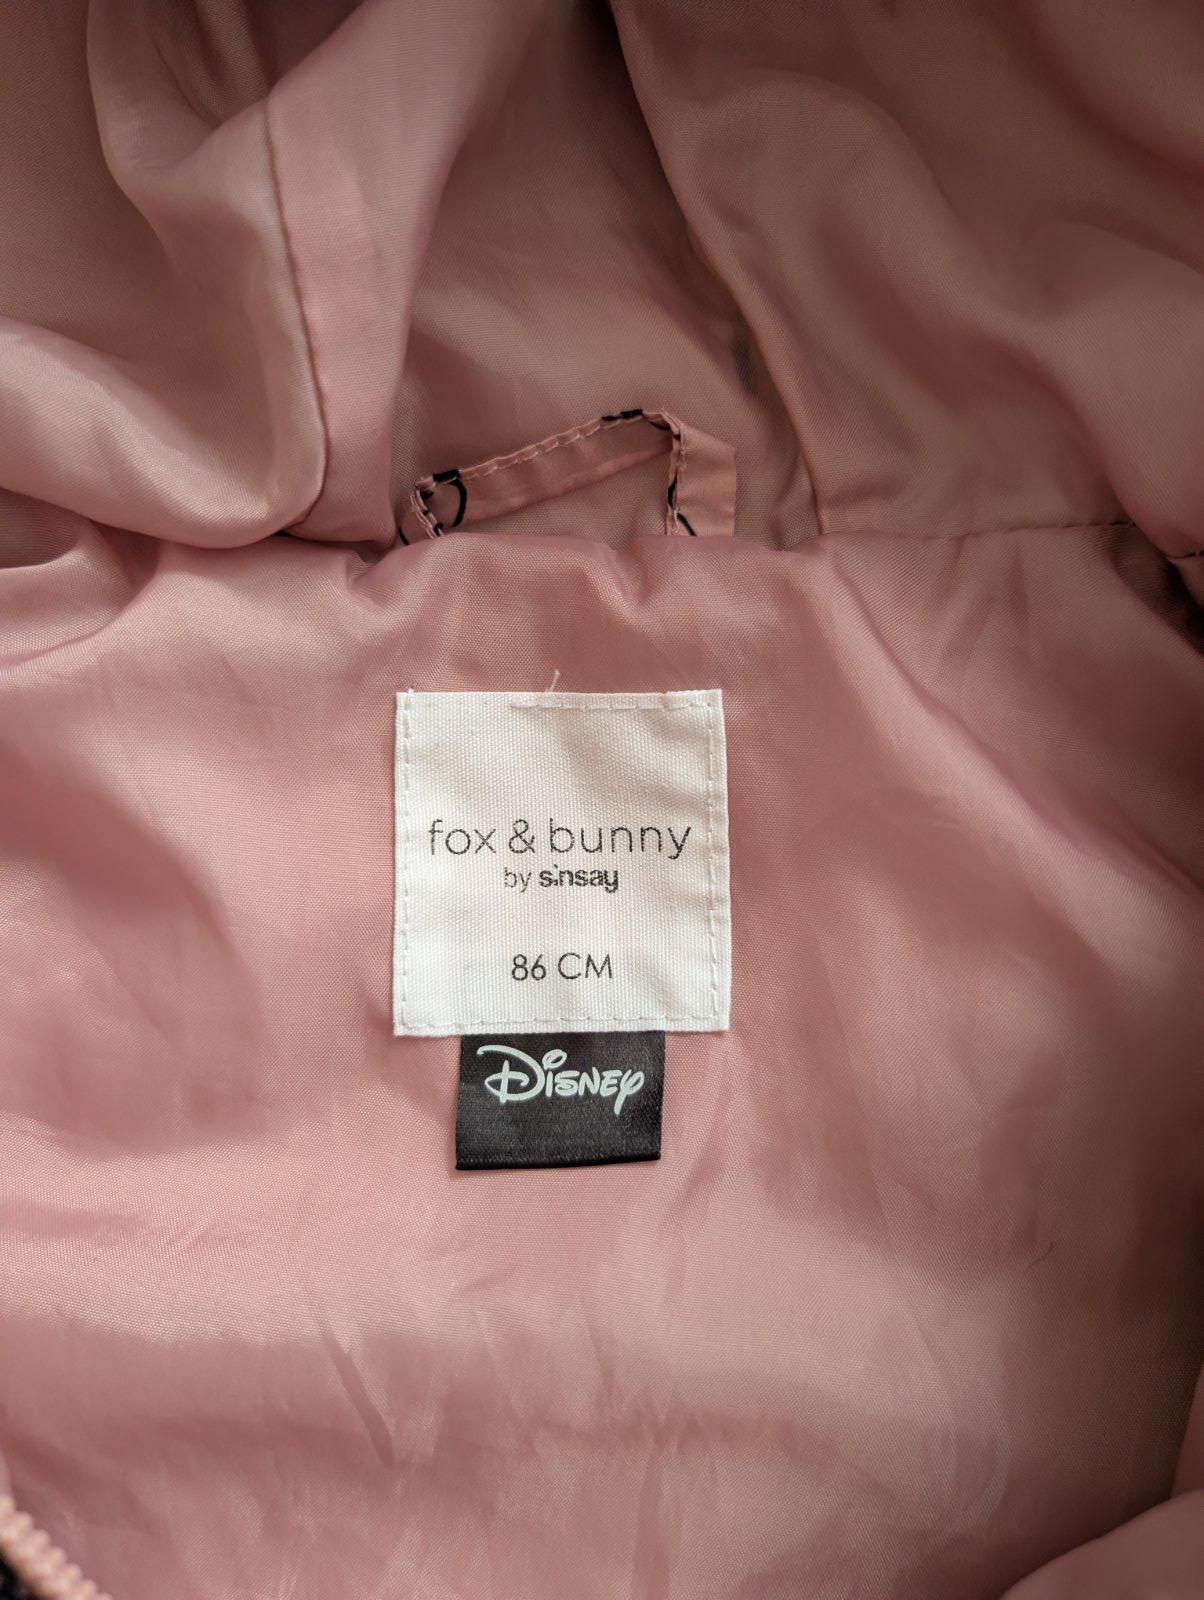 fox & bunny
by sinsay
86 CM
Disney